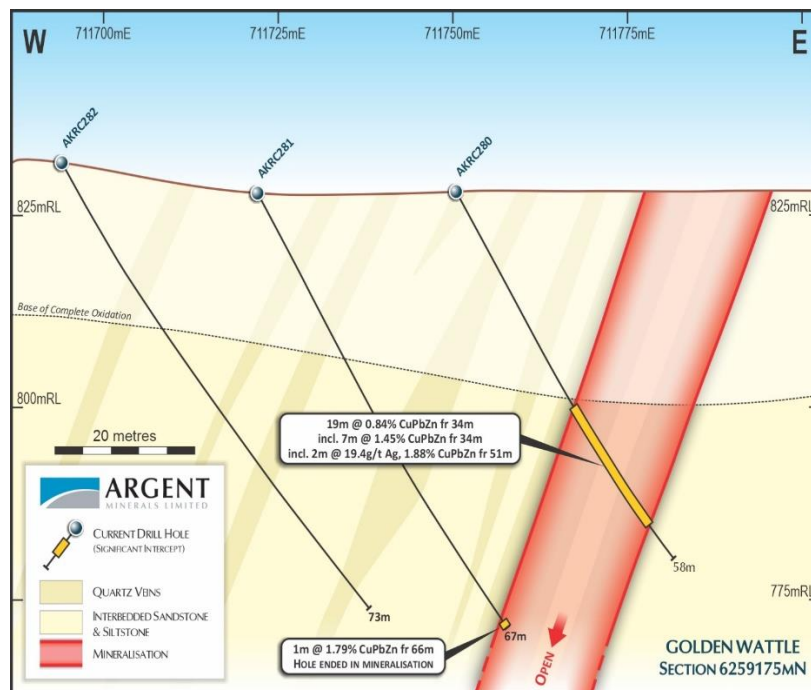 W
711700mE
711725mE
711750mE
711775mE
E
AKRC282
AKRC281
AKRC280
825mRL
825mRL
Base of Complete Oxidation
800mRL
19m @ 0.84% CuPbZn fr 34m
incl. 7m @ 1.45% CuPbZn fr 34m
incl. 2m @ 19.4g/t Ag, 1.88% CuPbZn fr 51m
20 metres
ARGENT
MINERALS LIMITED
CURRENT DRILL HOLE
(SIGNIFICANT INTERCEPT)
QUARTZ VEINS
INTERBEDDED SANDSTONE
& SILTSTONE
MINERALISATION
58m
775mRL
73m
67m
1m @ 1.79% CuPbZn fr 66m
HOLE ENDED IN MINERALISATION
OPEN
GOLDEN WATTLE
SECTION 6259175MN